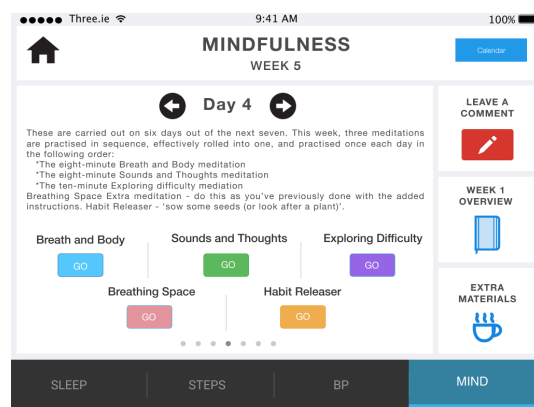 Three.ie 9:41 AM 100%
MINDFULNESS
WEEK 5
Calendar
Day 4
These are carried out on six days out of the next seven. This week, three meditations
are practised in sequence, effectively rolled into one, and practised once each day in
the following order:
*The eight-minute Breath and Body meditation
*The eight-minute Sounds and Thoughts meditation
*The ten-minute Exploring difficulty mediation
Breathing Space Extra meditation - do this as you've previously done with the added
instructions. Habit Releaser - 'sow some seeds (or look after a plant)'.
Breath and Body Sounds and Thoughts Exploring Difficulty
GO GO GO
Breathing Space Habit Releaser
GO GO
LEAVE A
COMMENT
WEEK 1
OVERVIEW
EXTRA
MATERIALS
SLEEP STEPS BP MIND